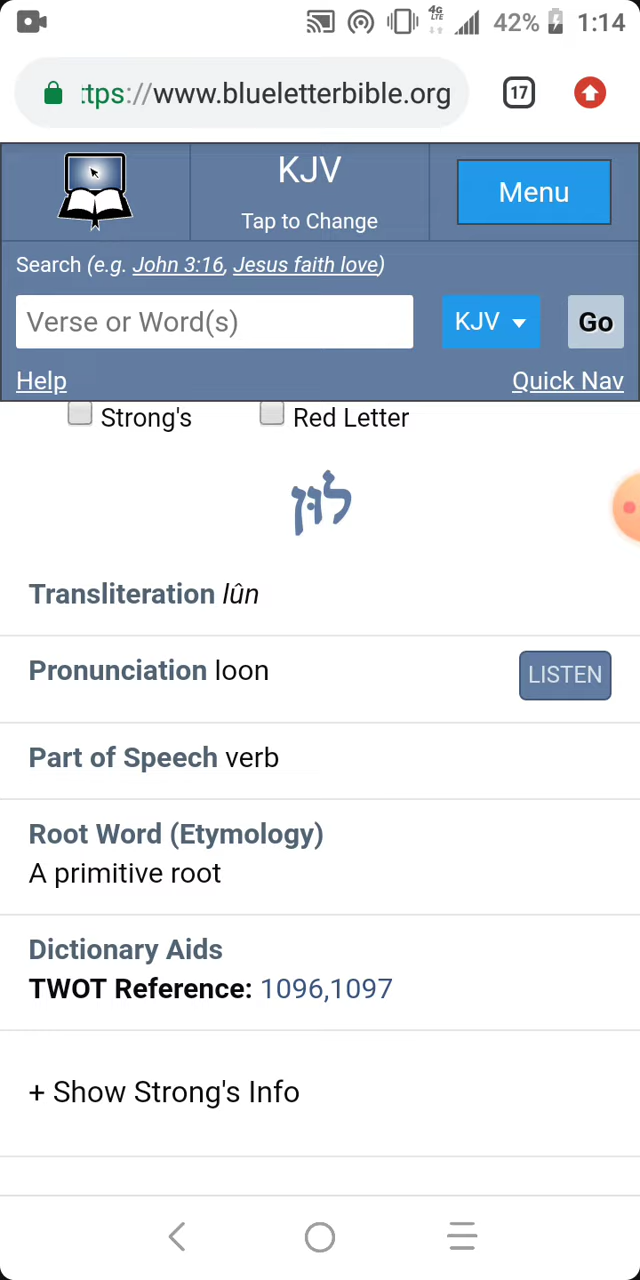 4G
LTE
42% 1:14
ttps://www.blueletterbible.org 17
KJV
Tap to Change
Menu
Search (e.g. John 3:16, Jesus faith love)
Verse or Word(s) KJV Go
Help Quick Nav
Strong's Red Letter
לוּן
Transliteration lûn
Pronunciation loon LISTEN
Part of Speech verb
Root Word (Etymology)
A primitive root
Dictionary Aids
TWOT Reference: 1096,1097
+ Show Strong's Info